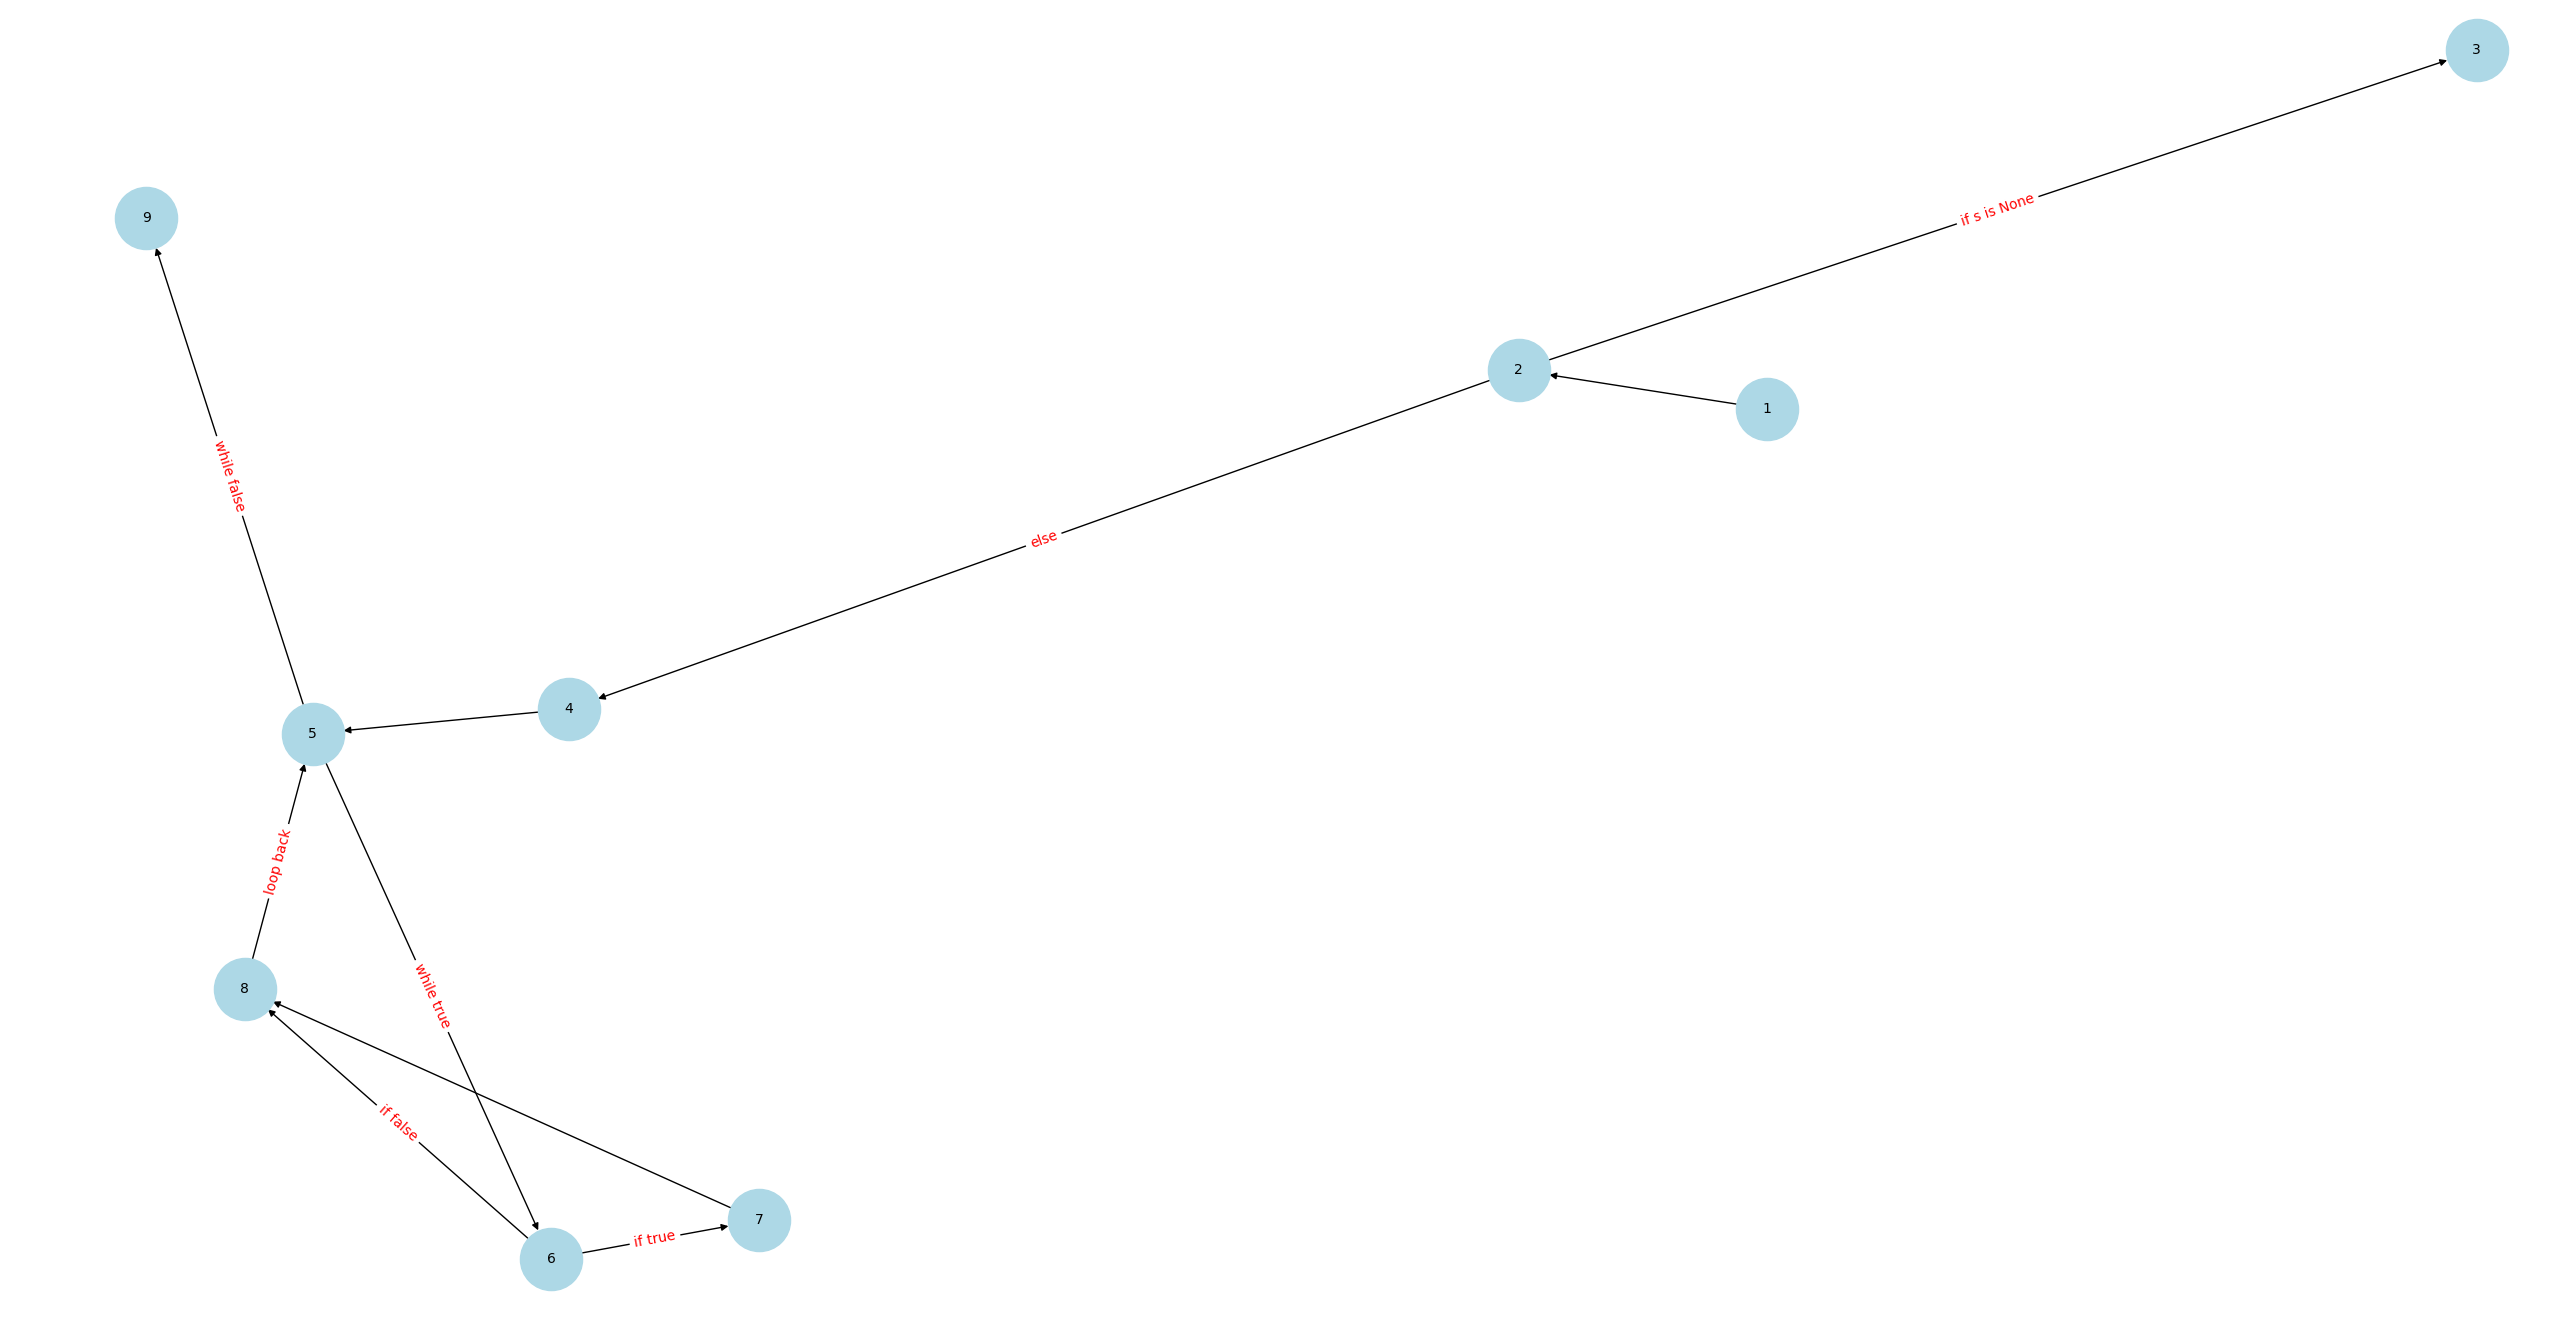 3
9
if s is None
2
1
while false
else
4
5
loop back
8
while true
if false
7
if true
6